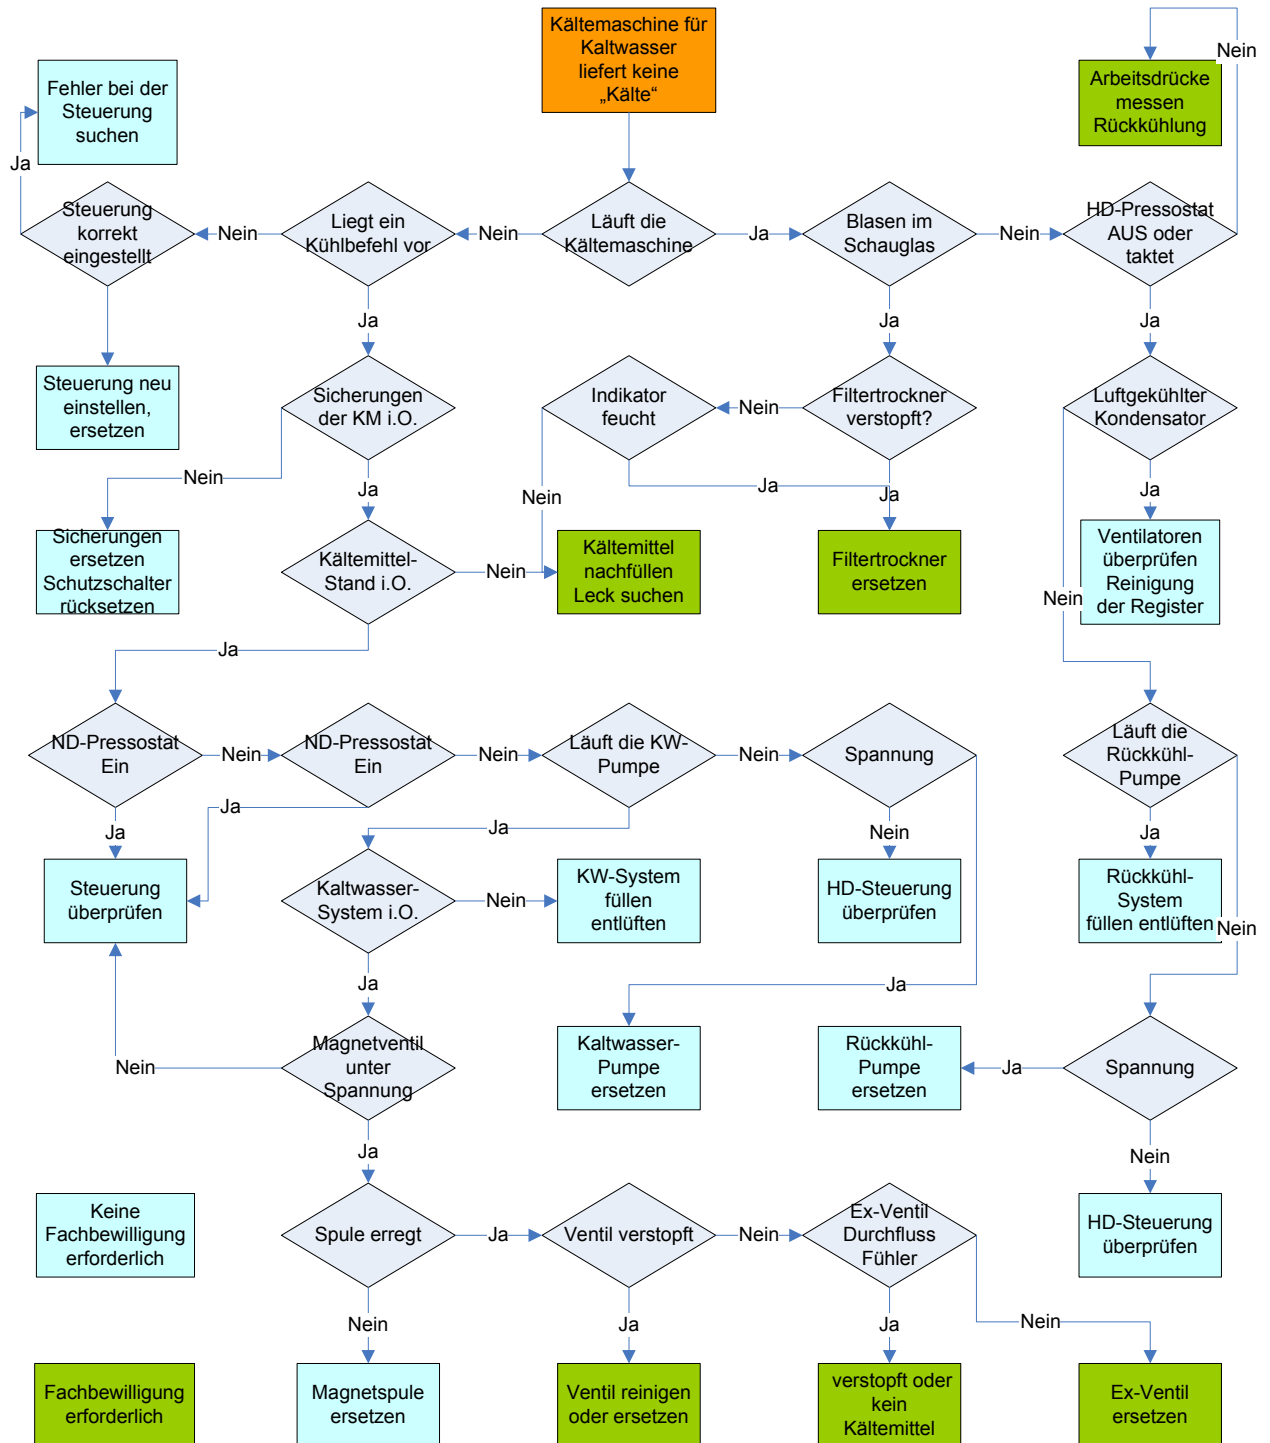 Kältemaschine für
Kaltwasser
liefert keine
„Kälte“
Nein
Fehler bei der
Steuerung
suchen
Arbeitsdrücke
messen
Rückkühlung
Ja
Steuerung
korrekt
eingestellt
Nein
Liegt ein
Kühlbefehl vor
Nein
Läuft die
Kältemaschine
Ja
Blasen im
Schauglas
Nein
HD-Pressostat
AUS oder
taktet
Ja
Ja
Ja
Steuerung neu
einstellen,
ersetzen
Sicherungen
der KM i.O.
Indikator
feucht
Nein
Filtertrockner
verstopft?
Luftgekühlter
Kondensator
Nein
Ja
Nein
Ja
Ja
Ja
Sicherungen
ersetzen
Schutzschalter
rücksetzen
Kältemittel-
Stand i.O.
Nein
Kältemittel
nachfüllen
Leck suchen
Filtertrockner
ersetzen
Ventilatoren
überprüfen
Reinigung
der Register
Nein
Ja
ND-Pressostat
Ein
Nein
ND-Pressostat
Ein
Nein
Läuft die KW-
Pumpe
Nein
Spannung
Läuft die
Rückkühl-
Pumpe
Ja
Ja
Ja
Nein
Ja
Steuerung
überprüfen
Kaltwasser-
System i.O.
Nein
KW-System
füllen
entlüften
HD-Steuerung
überprüfen
Rückkühl-
System
füllen entlüften
Nein
Ja
Ja
Nein
Magnetventil
unter
Spannung
Kaltwasser-
Pumpe
ersetzen
Rückkühl-
Pumpe
ersetzen
Ja
Spannung
Ja
Nein
Keine
Fachbewilligung
erforderlich
Spule erregt
Ja
Ventil verstopft
Nein
Ex-Ventil
Durchfluss
Fühler
HD-Steuerung
überprüfen
Nein
Ja
Ja
Nein
Fachbewilligung
erforderlich
Magnetspule
ersetzen
Ventil reinigen
oder ersetzen
verstopft oder
kein
Kältemittel
Ex-Ventil
ersetzen